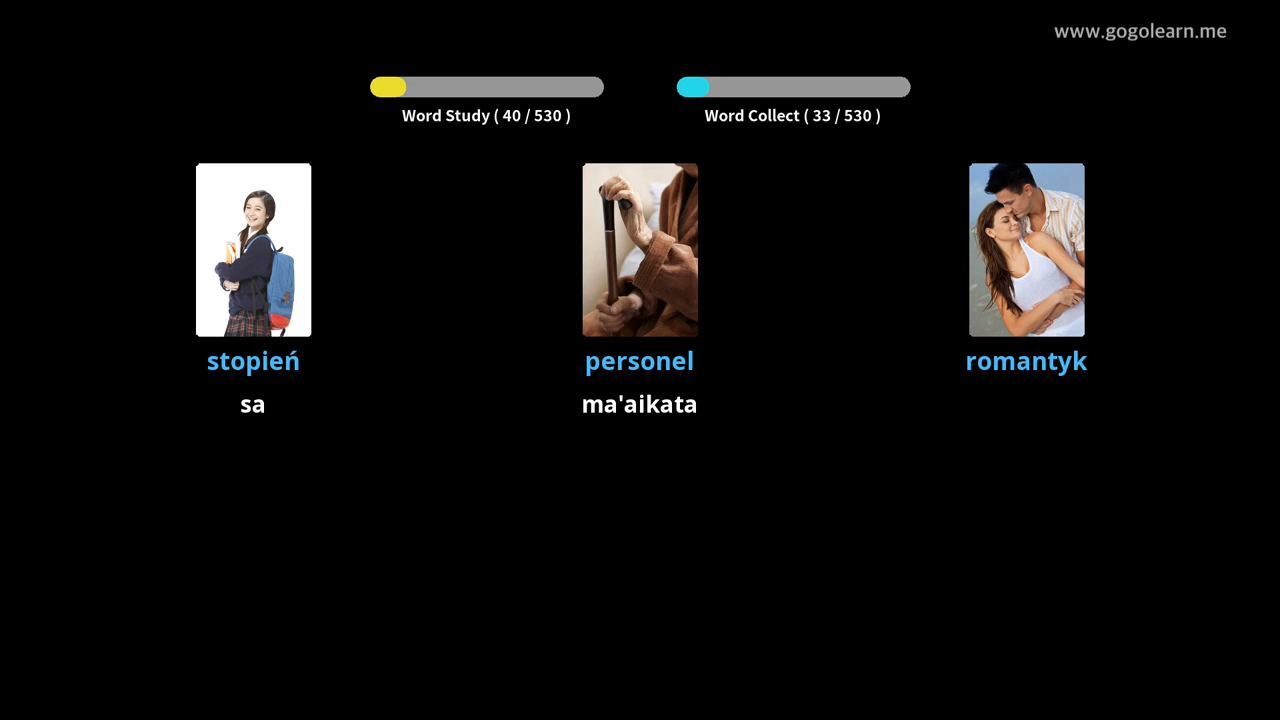 www.gogolearn.me
Word Study ( 40 / 530 )
Word Collect ( 33 / 530 )
stopień
personel
romantyk
sa
ma'aikata